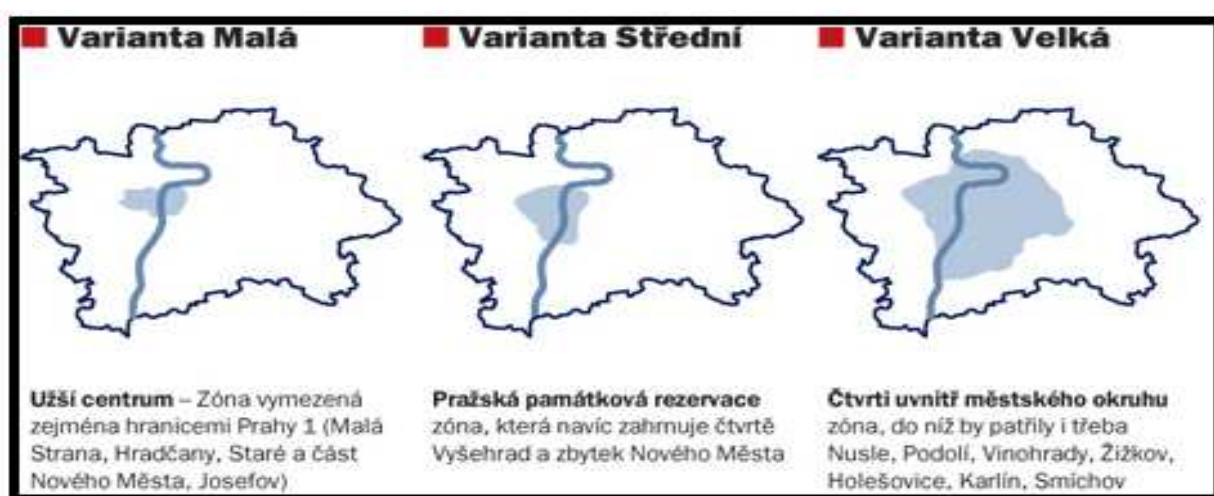 Varianta Malá
Varianta Střední
Varianta Velká
Užší centrum – Zóna vymezená
zejména hranicemi Prahy 1 (Malá
Strana, Hradčany, Staré a část
Nového Města, Josefov)
Pražská památková rezervace
zóna, která navíc zahrnuje čtvrtě
Vyšehrad a zbytek Nového Města
Čtvrti uvnitř městského okruhu
zóna, do níž by patřily i třeba
Nusle, Podolí, Vinohrady, Žižkov,
Holešovice, Karlín, Smíchov